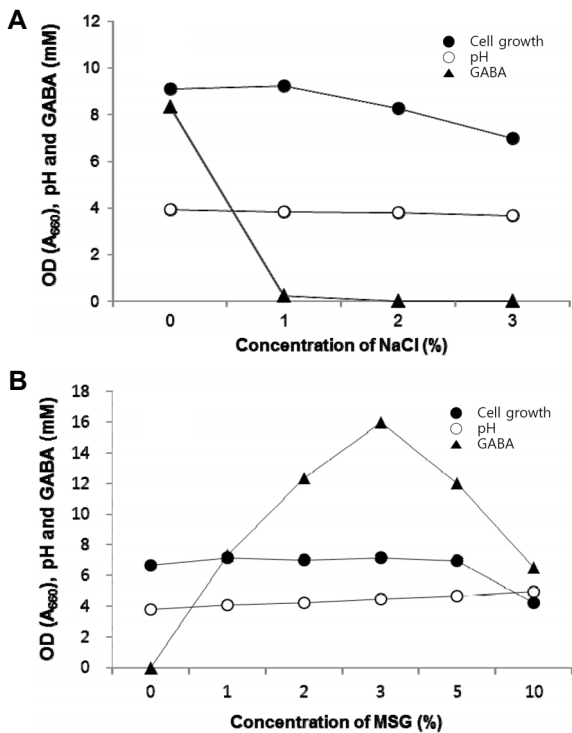 A
OD (A660), pH and GABA (mM)
12
10
8
6
4
2
0
Cell growth
pH
GABA
0 1 2 3
Concentration of NaCl (%)
B
OD (A660), pH and GABA (mM)
18
16
14
12
10
8
6
4
2
0
Cell growth
pH
GABA
0 1 2 3 5 10
Concentration of MSG (%)